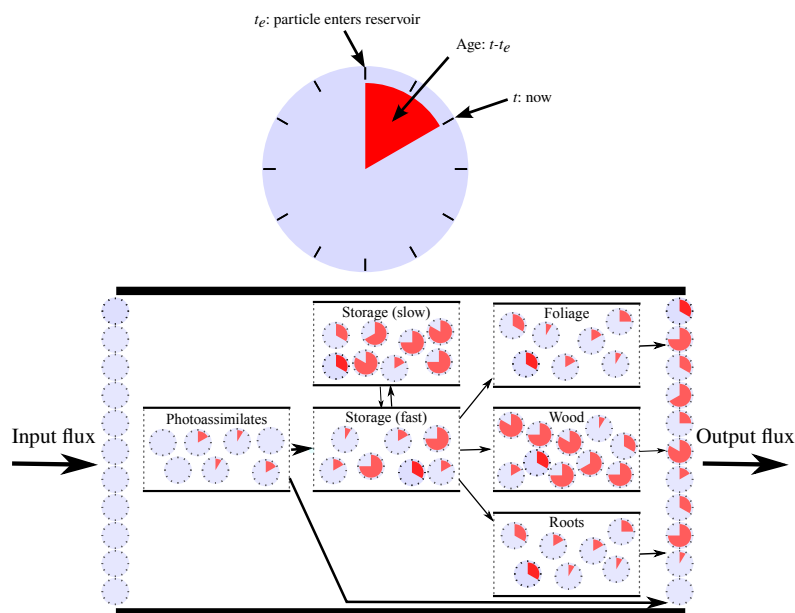 t_e: particle enters reservoir
Age: t-t_e
t: now
Storage (slow)
Foliage
Photoassimilates
Storage (fast)
Wood
Input flux
Output flux
Roots